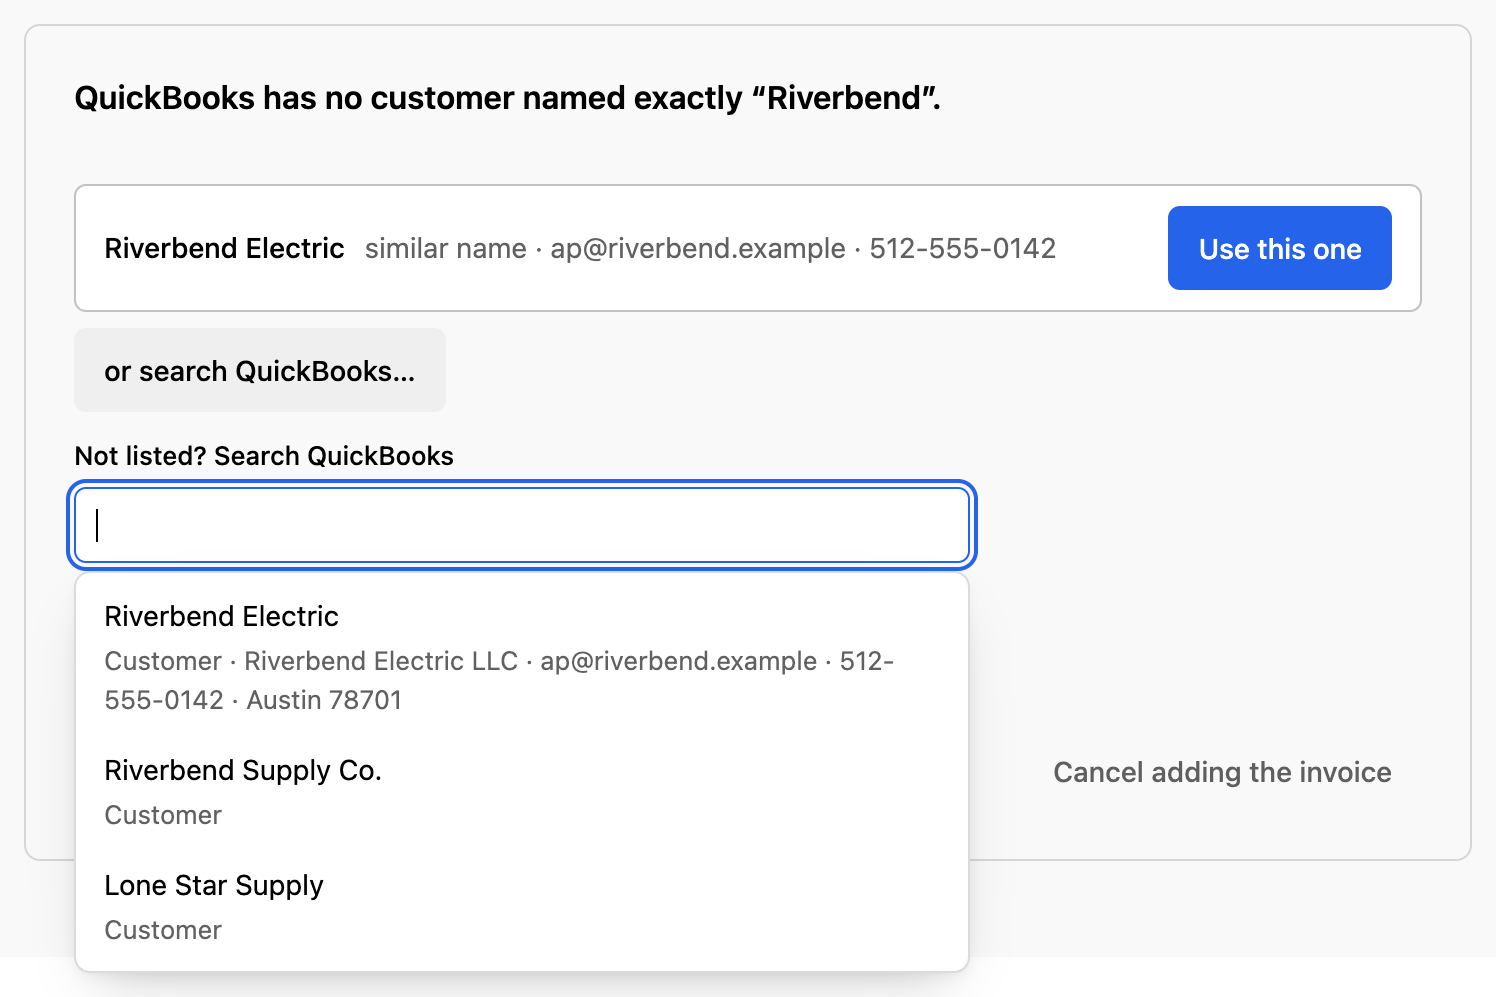 QuickBooks has no customer named exactly “Riverbend”.
Riverbend Electric similar name · ap@riverbend.example · 512-555-0142 Use this one
or search QuickBooks...
Not listed? Search QuickBooks
Riverbend Electric
Customer · Riverbend Electric LLC · ap@riverbend.example · 512-
555-0142 · Austin 78701
Riverbend Supply Co.
Customer
Cancel adding the invoice
Lone Star Supply
Customer